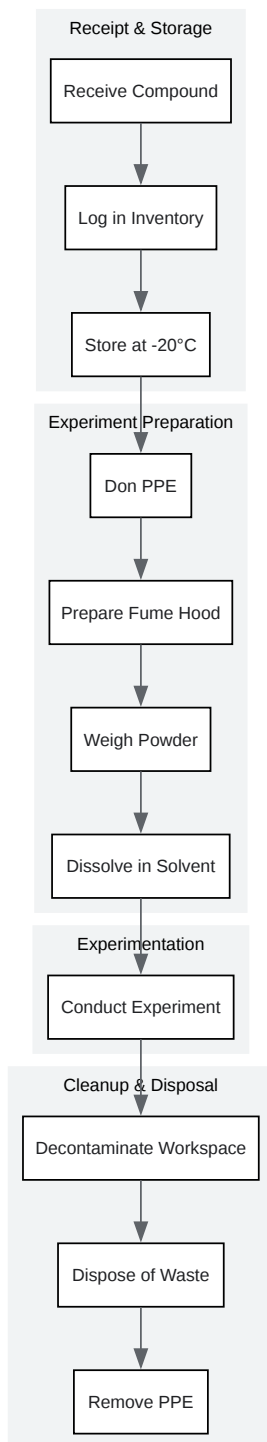 Receipt & Storage
Receive Compound
Log in Inventory
Store at -20°C
Experiment Preparation
Don PPE
Prepare Fume Hood
Weigh Powder
Dissolve in Solvent
Experimentation
Conduct Experiment
Cleanup & Disposal
Decontaminate Workspace
Dispose of Waste
Remove PPE